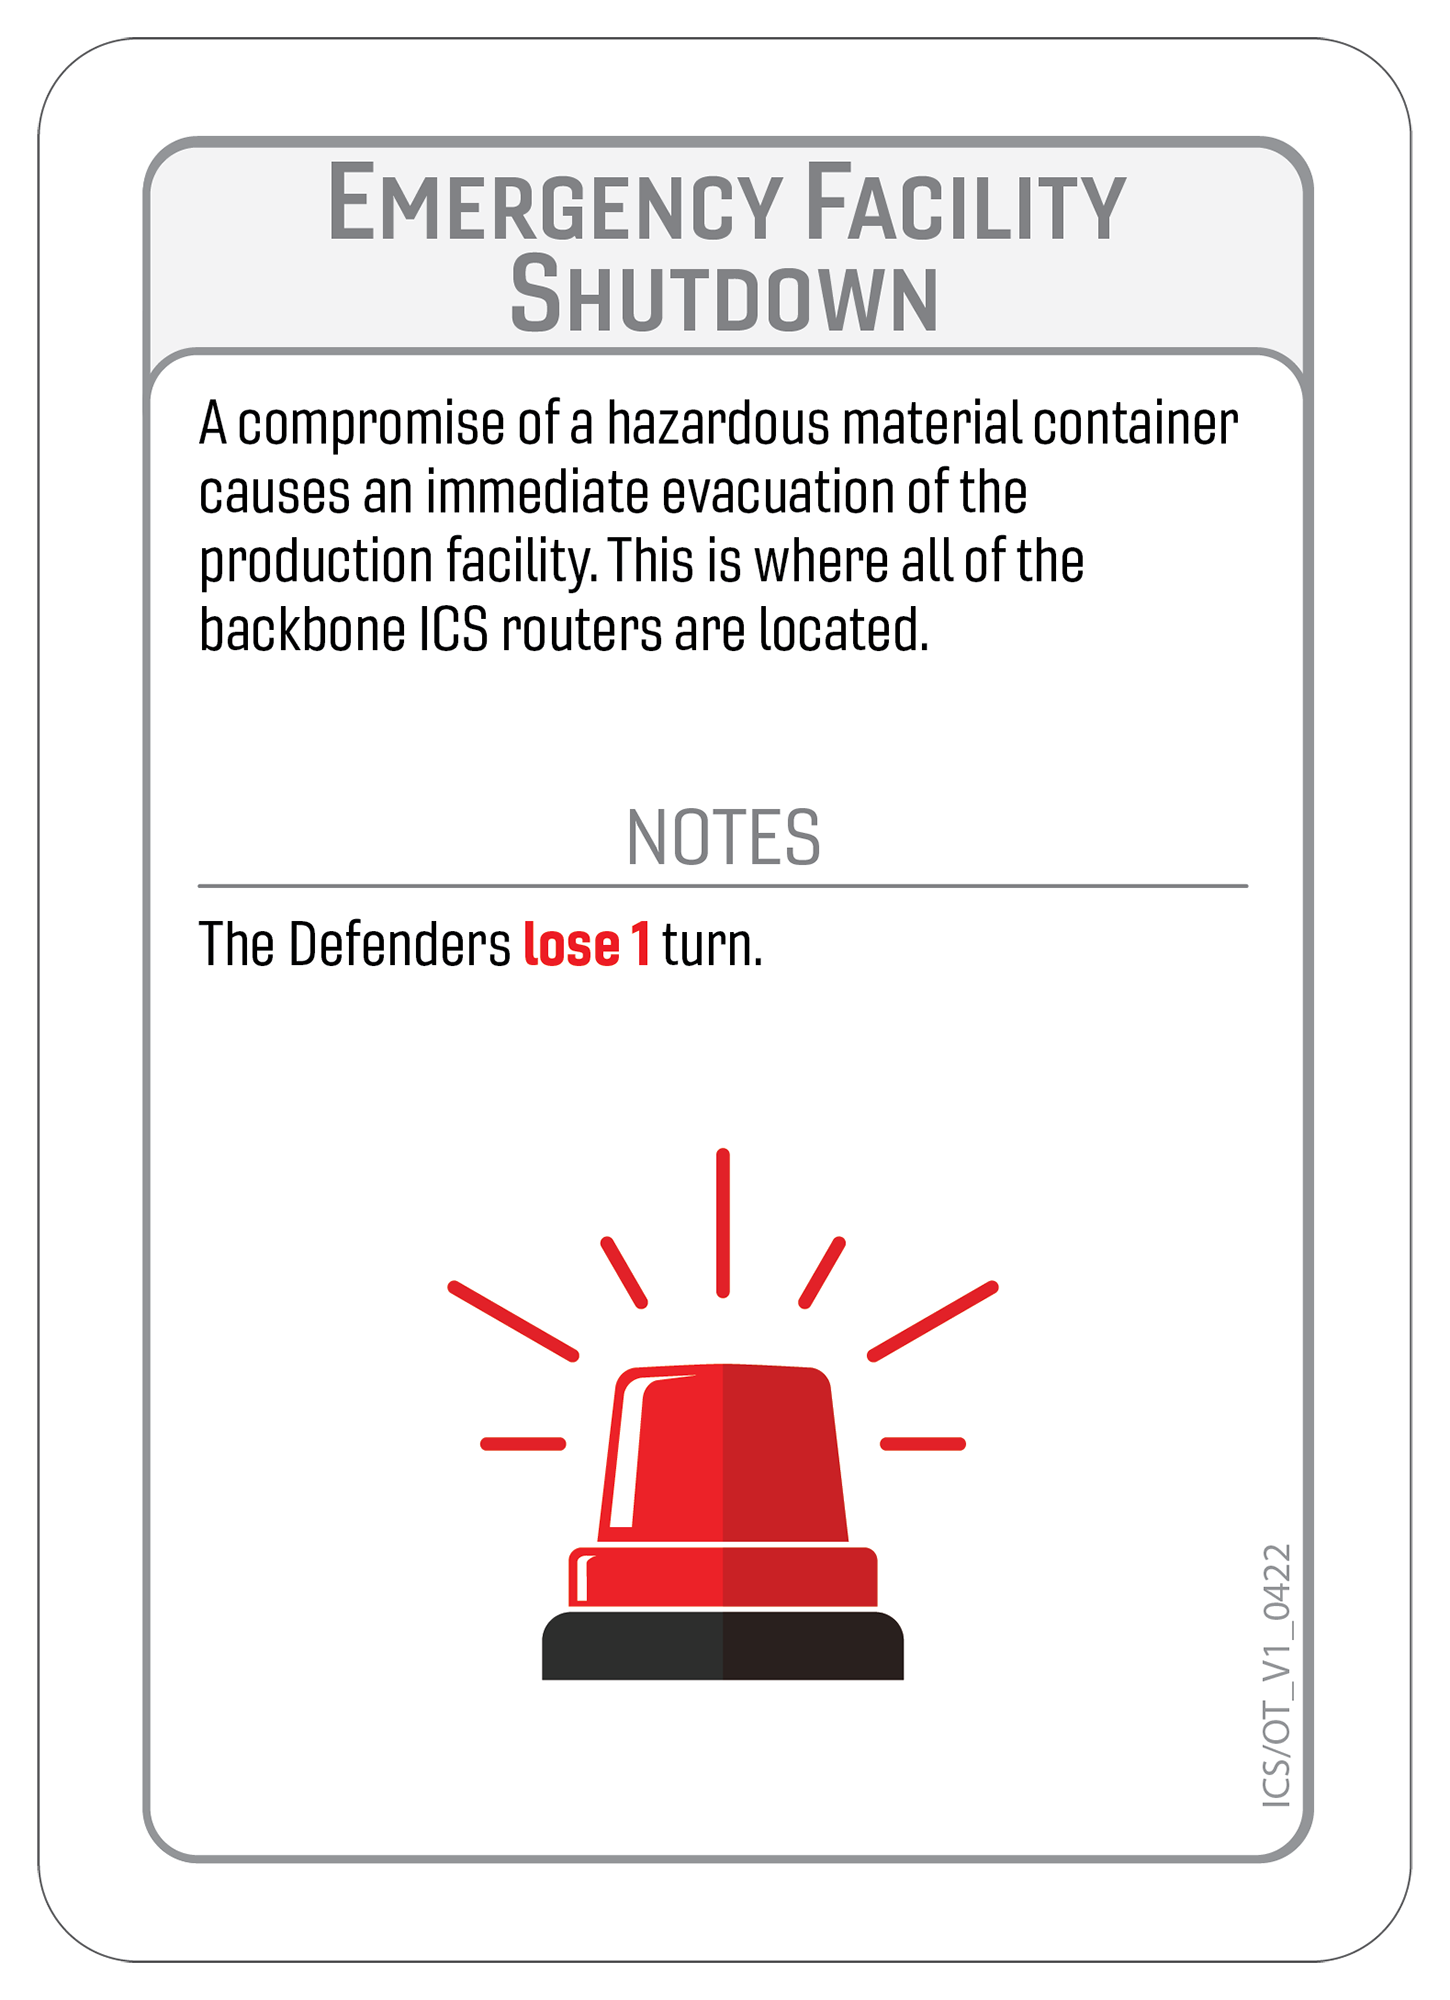 Emergency Facility
Shutdown
A compromise of a hazardous material container
causes an immediate evacuation of the
production facility. This is where all of the
backbone ICS routers are located.
NOTES
The Defenders lose 1 turn.
ICS/OT_V1_0422